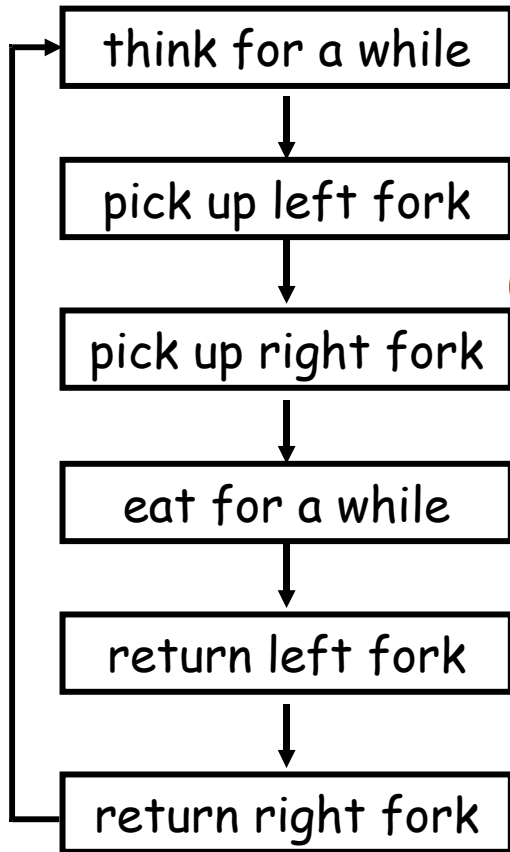 think for a while
pick up left fork
pick up right fork
eat for a while
return left fork
return right fork